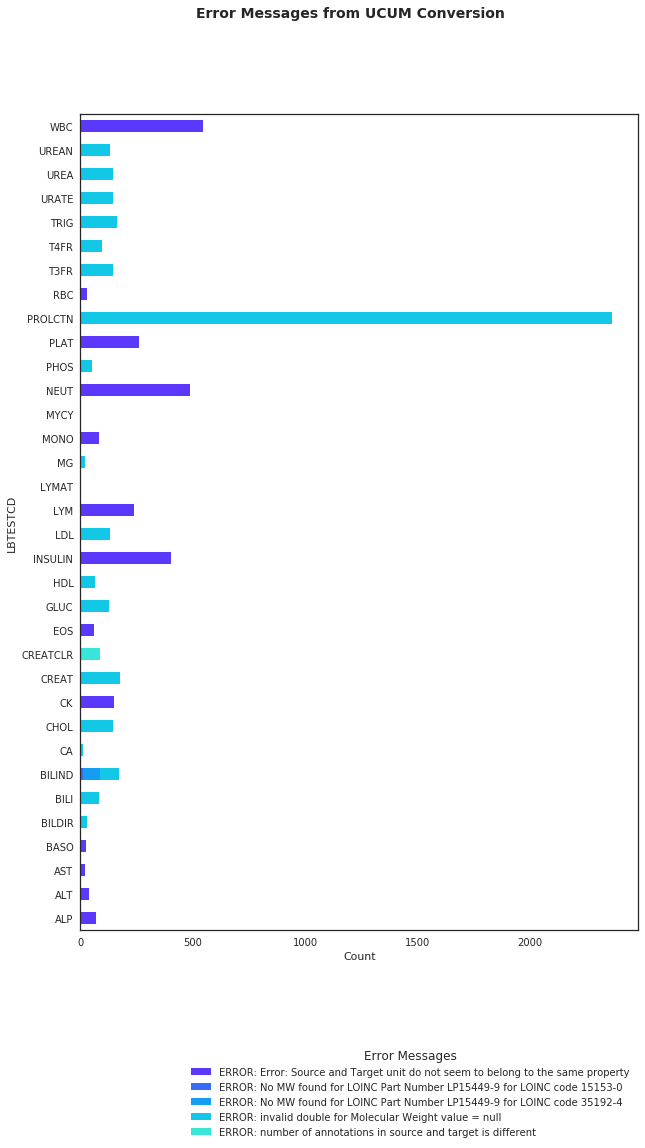 Error Messages from UCUM Conversion
WBC
UREAN
UREA
URATE
TRIG
T4FR
T3FR
RBC
PROLCTN
PLAT
PHOS
NEUT
MYCY
MONO
MG
LYMAT
LYM
LDL
INSULIN
HDL
GLUC
EOS
CREATCLR
CREAT
CK
CHOL
CA
BILIND
BILI
BILDIR
BASO
AST
ALT
ALP
LBTESTCD
0 500 1000 1500 2000
Count
Error Messages
ERROR: Error: Source and Target unit do not seem to belong to the same property
ERROR: No MW found for LOINC Part Number LP15449-9 for LOINC code 15153-0
ERROR: No MW found for LOINC Part Number LP15449-9 for LOINC code 35192-4
ERROR: invalid double for Molecular Weight value = null
ERROR: number of annotations in source and target is different